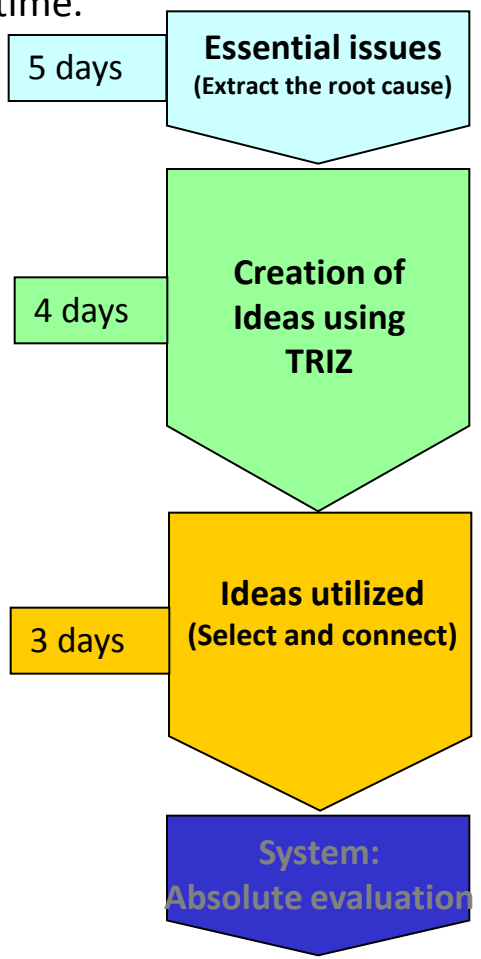 time.
5 days
Essential issues
(Extract the root cause)
4 days
Creation of
Ideas using
TRIZ
3 days
Ideas utilized
(Select and connect)
System:
Absolute evaluation